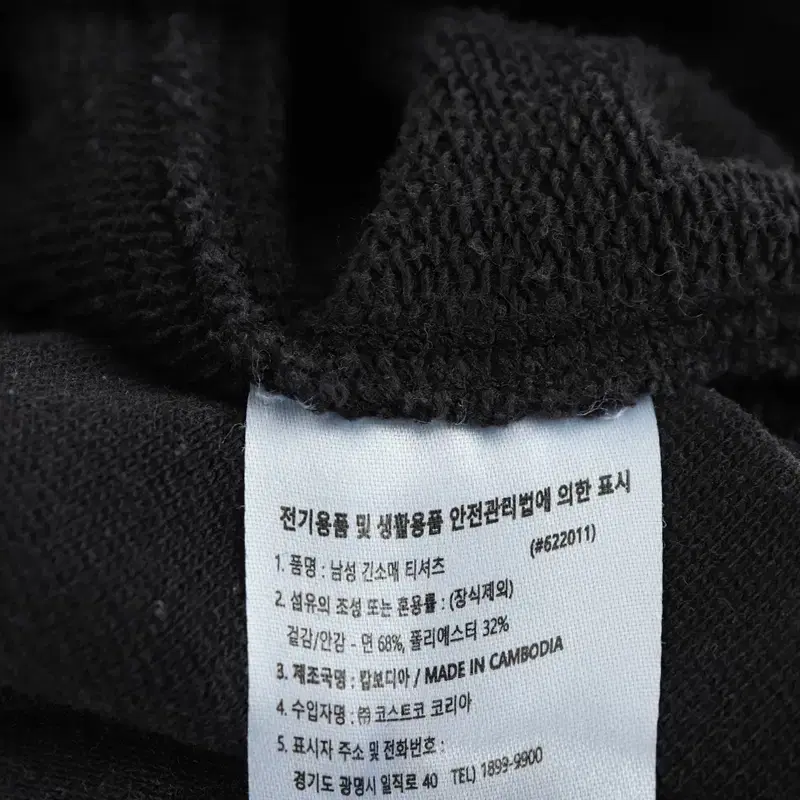 전기용품 및 생활용품 안전관리법에 의한 표시
(#622011)
1. 품명 : 남성 긴소매 티셔츠
2. 섬유의 조성 또는 혼용률 : (장식제외)
겉감/안감 - 면 68%, 폴리에스터 32%
3. 제조국명 : 캄보디아 / MADE IN CAMBODIA
4. 수입자명 : ㈜ 코스트코 코리아
5. 표시자 주소 및 전화번호 :
경기도 광명시 일직로 40 TEL) 1899-9900